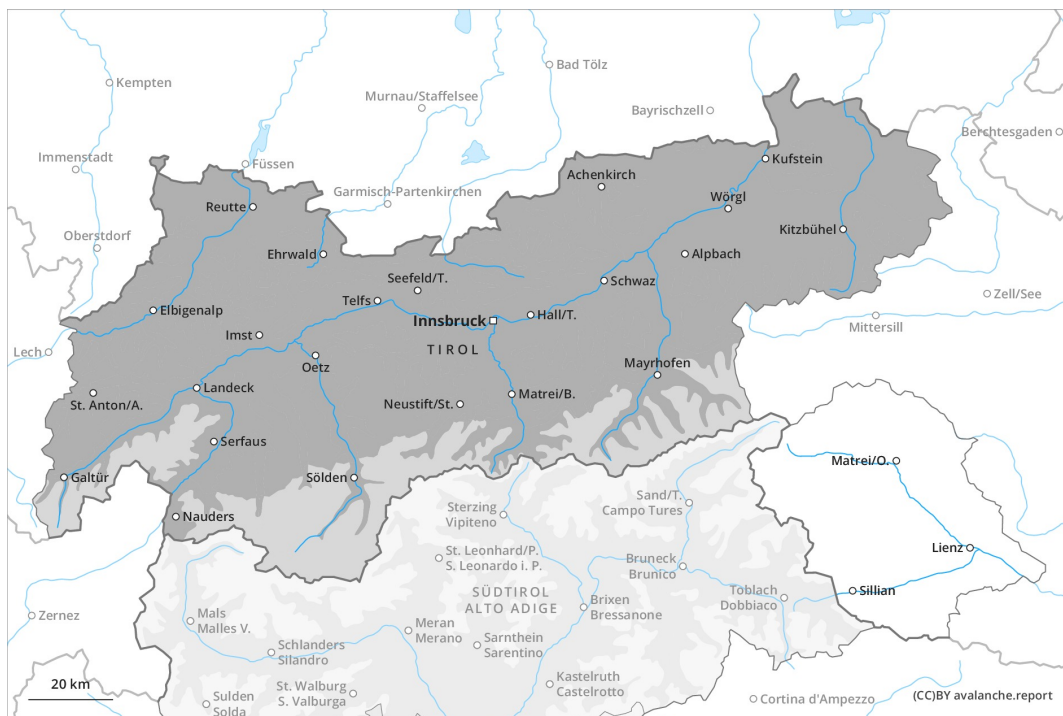 Kempten
Bad Tölz
Murnau/Staffelsee
Bayrischzell
Berchtesgaden
Immenstadt
Füssen
Kufstein
Garmisch-Partenkirchen
Achenkirch
Reutte
Wörgl
Oberstdorf
Kitzbühel
Ehrwald
Alpbach
Seefeld/T.
Schwaz
Zell/See
Telfs
Elbigenalp
Innsbruck
Hall/T.
Mittersill
Imst
TIROL
Lech
Oetz
Mayrhofen
Landeck
St. Anton/A.
Neustift/St.
Matrei/B.
Serfaus
Matrei/O.
Galtür
Sölden
Sand/T.
Campo Tures
Sterzing
Vipiteno
Nauders
Lienz
St. Leonhard/P.
S. Leonardo i. P.
Bruneck
Brunico
SÜDTIROL
ALTO ADIGE
Toblach
Dobbiaco
Sillian
Brixen
Bressanone
Zernez
Mals
Malles V.
Meran
Merano
Sarnthein
Sarentino
Schlanders
Silandro
Kastelruth
Castelrotto
20 km
St. Walburg
S. Valburga
Sulden
Solda
Cortina d'Ampezzo
(CC)BY avalanche.report